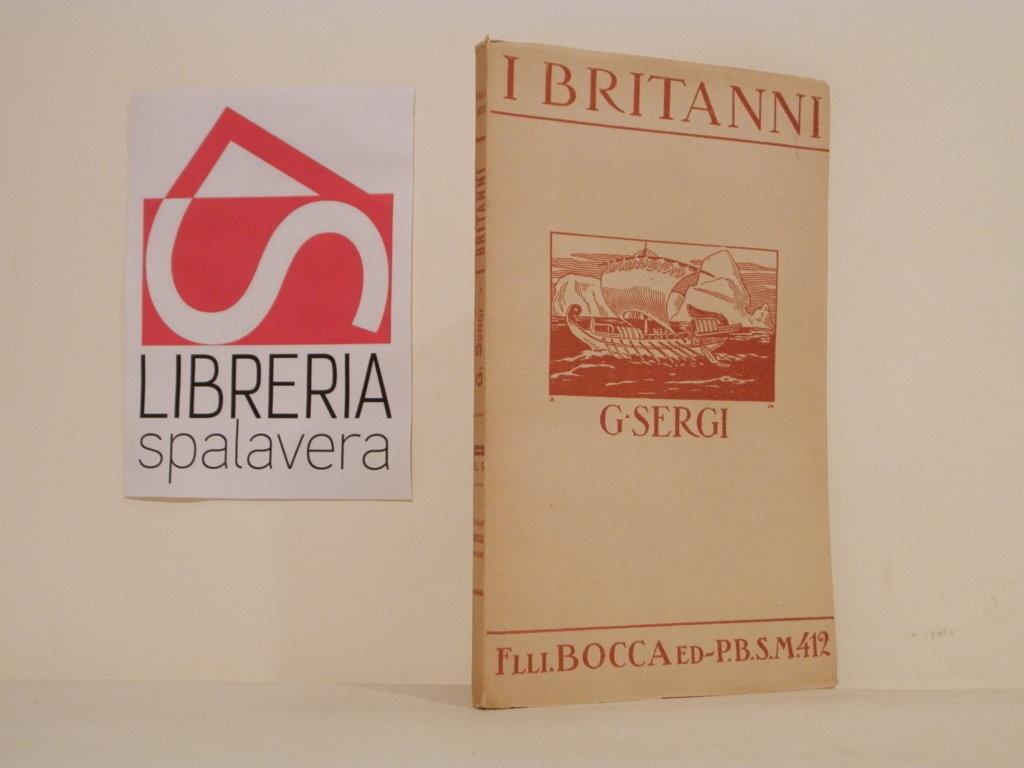 LIBRERIA
spalavera
I BRITANNI
G·SERGI
FLLI. BOCCA ED-P.B.S.M.412
G. SERGI - I BRITANNI